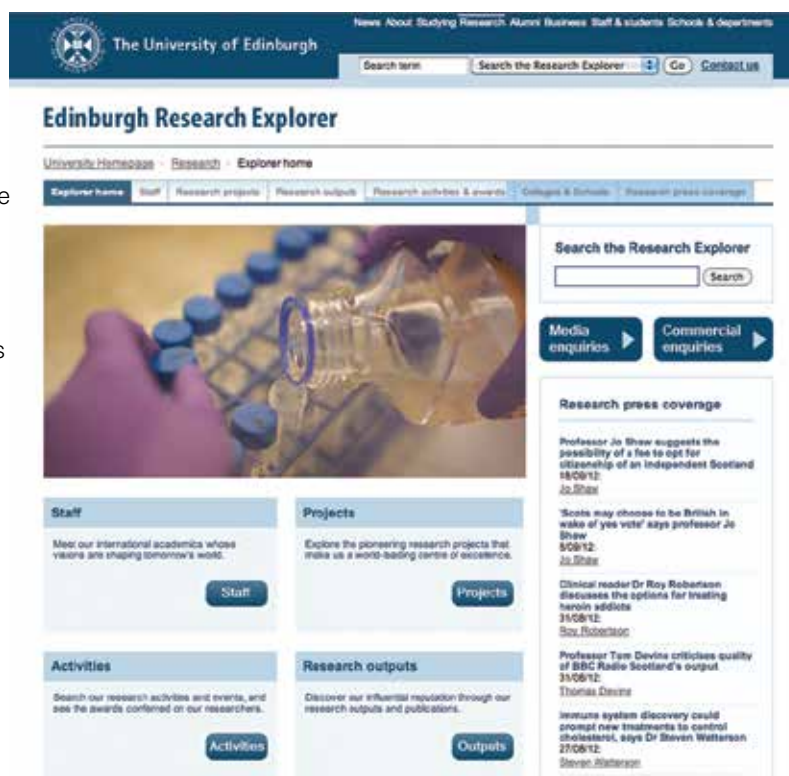 The University of Edinburgh
News About Studying Research Alumni Business Staff & students Schools & departments
Search term
Search the Research Explorer
Go
Contact us
Edinburgh Research Explorer
University Homepage
Research
Explorer home
e
Explorer home
Staff
Research projects
Research outputs
Research activities & awards
Colleges & Schools
Research press coverage
Search the Research Explorer
Search
s
Media
enquiries
Commercial
enquiries
Research press coverage
Professor Jo Shaw suggests the
possibility of a fee to opt for
citizenship of an independent Scotland
18/09/12:
Jo Shaw
'Scots may choose to be British in
wake of yes vote' says professor Jo
Shaw
5/09/12:
Jo Shaw
Clinical reader Dr Roy Robertson
discusses the options for treating
heroin addicts
31/08/12:
Roy Robertson
Professor Tom Devine criticises quality
of BBC Radio Scotland's output
31/08/12:
Thomas Devine
Immune system discovery could
prompt new treatments to control
cholesterol, says Dr Steven Watterson
27/08/12:
Steven Watterson
Staff
Meet our international academics whose
visions are shaping tomorrow's world.
Staff
Projects
Explore the pioneering research projects that
make us a world-leading centre of excellence.
Projects
Activities
Search our research activities and events, and
see the awards conferred on our researchers.
Activities
Research outputs
Discover our influential reputation through our
research outputs and publications.
Outputs